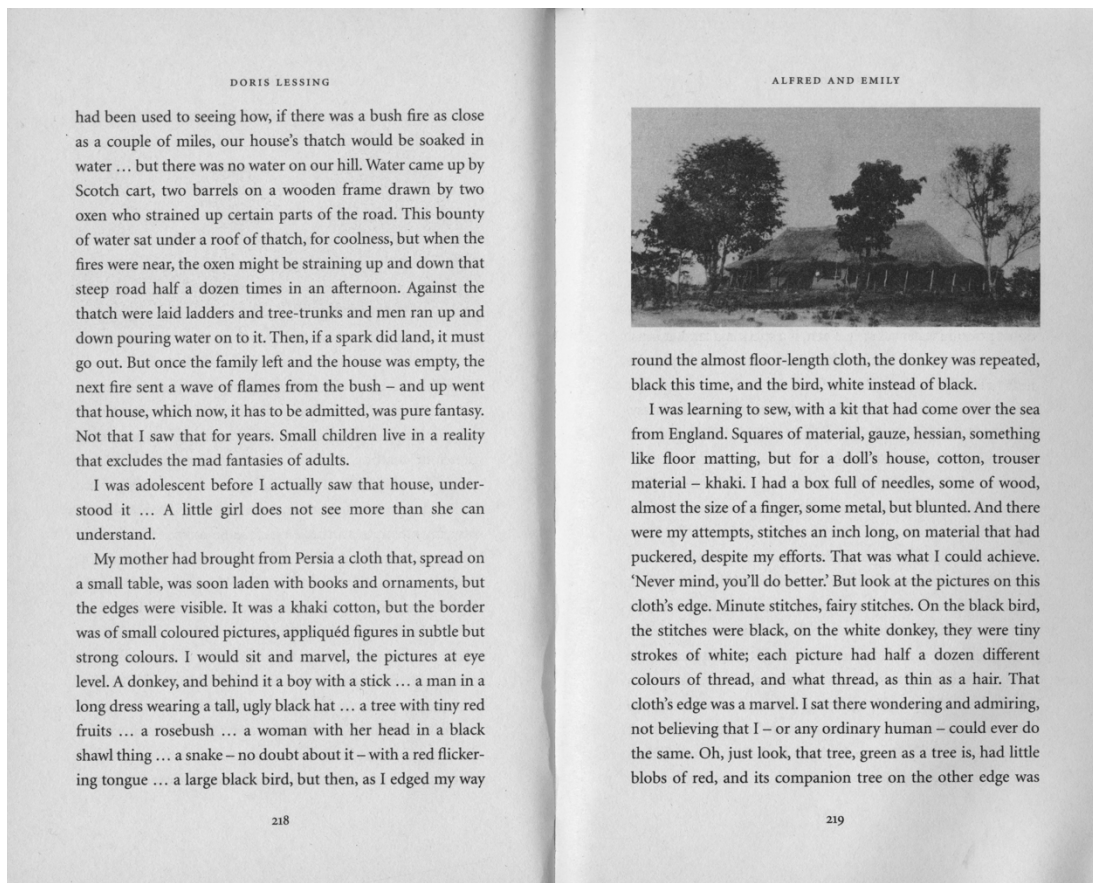 DORIS LESSING
had been used to seeing how, if there was a bush fire as close
as a couple of miles, our house's thatch would be soaked in
water … but there was no water on our hill. Water came up by
Scotch cart, two barrels on a wooden frame drawn by two
oxen who strained up certain parts of the road. This bounty
of water sat under a roof of thatch, for coolness, but when the
fires were near, the oxen might be straining up and down that
steep road half a dozen times in an afternoon. Against the
thatch were laid ladders and tree-trunks and men ran up and
down pouring water on to it. Then, if a spark did land, it must
go out. But once the family left and the house was empty, the
next fire sent a wave of flames from the bush – and up went
that house, which now, it has to be admitted, was pure fantasy.
Not that I saw that for years. Small children live in a reality
that excludes the mad fantasies of adults.
I was adolescent before I actually saw that house, under-
stood it … A little girl does not see more than she can
understand.
My mother had brought from Persia a cloth that, spread on
a small table, was soon laden with books and ornaments, but
the edges were visible. It was a khaki cotton, but the border
was of small coloured pictures, appliquéd figures in subtle but
strong colours. I would sit and marvel, the pictures at eye
level. A donkey, and behind it a boy with a stick … a man in a
long dress wearing a tall, ugly black hat … a tree with tiny red
fruits … a rosebush … a woman with her head in a black
shawl thing … a snake – no doubt about it – with a red flicker-
ing tongue … a large black bird, but then, as I edged my way
218
ALFRED AND EMILY
round the almost floor-length cloth, the donkey was repeated,
black this time, and the bird, white instead of black.
I was learning to sew, with a kit that had come over the sea
from England. Squares of material, gauze, hessian, something
like floor matting, but for a doll's house, cotton, trouser
material – khaki. I had a box full of needles, some of wood,
almost the size of a finger, some metal, but blunted. And there
were my attempts, stitches an inch long, on material that had
puckered, despite my efforts. That was what I could achieve.
'Never mind, you'll do better.' But look at the pictures on this
cloth's edge. Minute stitches, fairy stitches. On the black bird,
the stitches were black, on the white donkey, they were tiny
strokes of white; each picture had half a dozen different
colours of thread, and what thread, as thin as a hair. That
cloth's edge was a marvel. I sat there wondering and admiring,
not believing that I – or any ordinary human – could ever do
the same. Oh, just look, that tree, green as a tree is, had little
blobs of red, and its companion tree on the other edge was
219